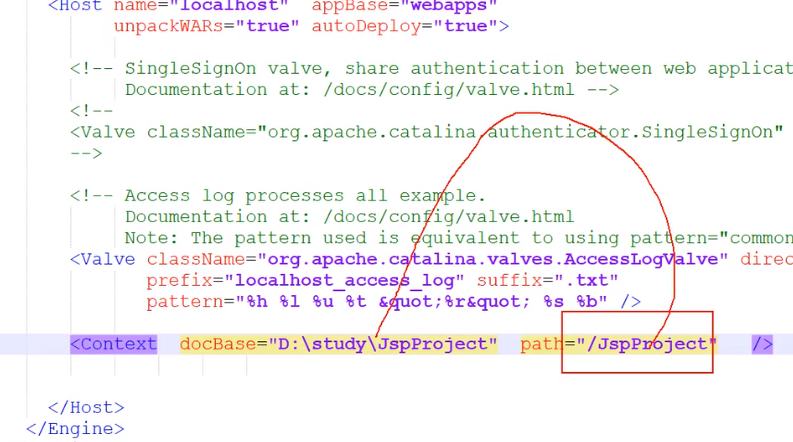 <Host name="localhost"  appBase="webapps"
unpackWARs="true" autoDeploy="true">
<!-- SingleSignOn valve, share authentication between web applicat
Documentation at: /docs/config/valve.html -->
<!--
<Valve className="org.apache.catalina.authenticator.SingleSignOn"
-->
<!-- Access log processes all example.
Documentation at: /docs/config/valve.html
Note: The pattern used is equivalent to using pattern="common
<Valve className="org.apache.catalina.valves.AccessLogValve" direc
prefix="localhost_access_log" suffix=".txt"
pattern="%h %l %u %t &quot;%r&quot; %s %b" />
<Context  docBase="D:\study\JspProject"  path="/JspProject"   />
</Host>
</Engine>